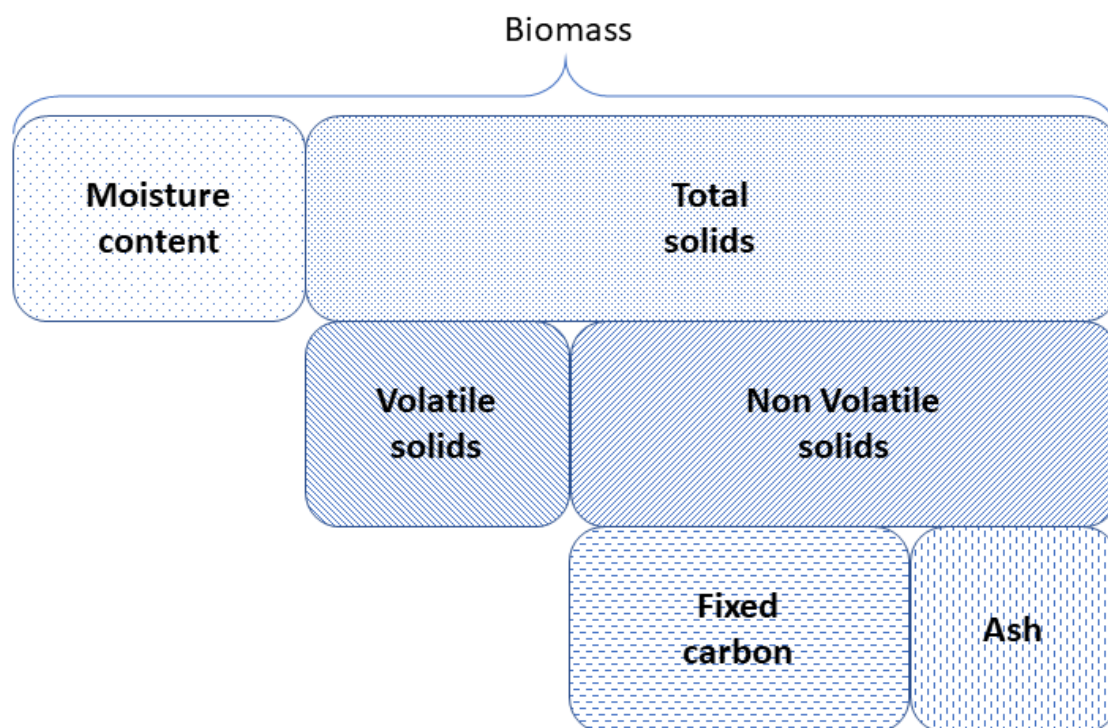 Biomass
Moisture
content
Total
solids
Volatile
solids
Non Volatile
solids
Fixed
carbon
Ash